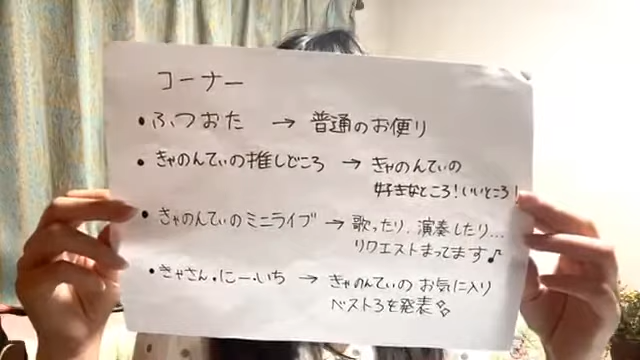 コーナー
• ふつおた → 普通のお便り
• きゃのんてぃの推しどころ → きゃのんてぃの
好きなところ！いいところ！
• きゃのんてぃのミニライブ → 歌ったり、演奏したり…
リクエストまってます♪
• きゃさん・にー・いち → きゃのんてぃの お気に入り
ベスト3を発表